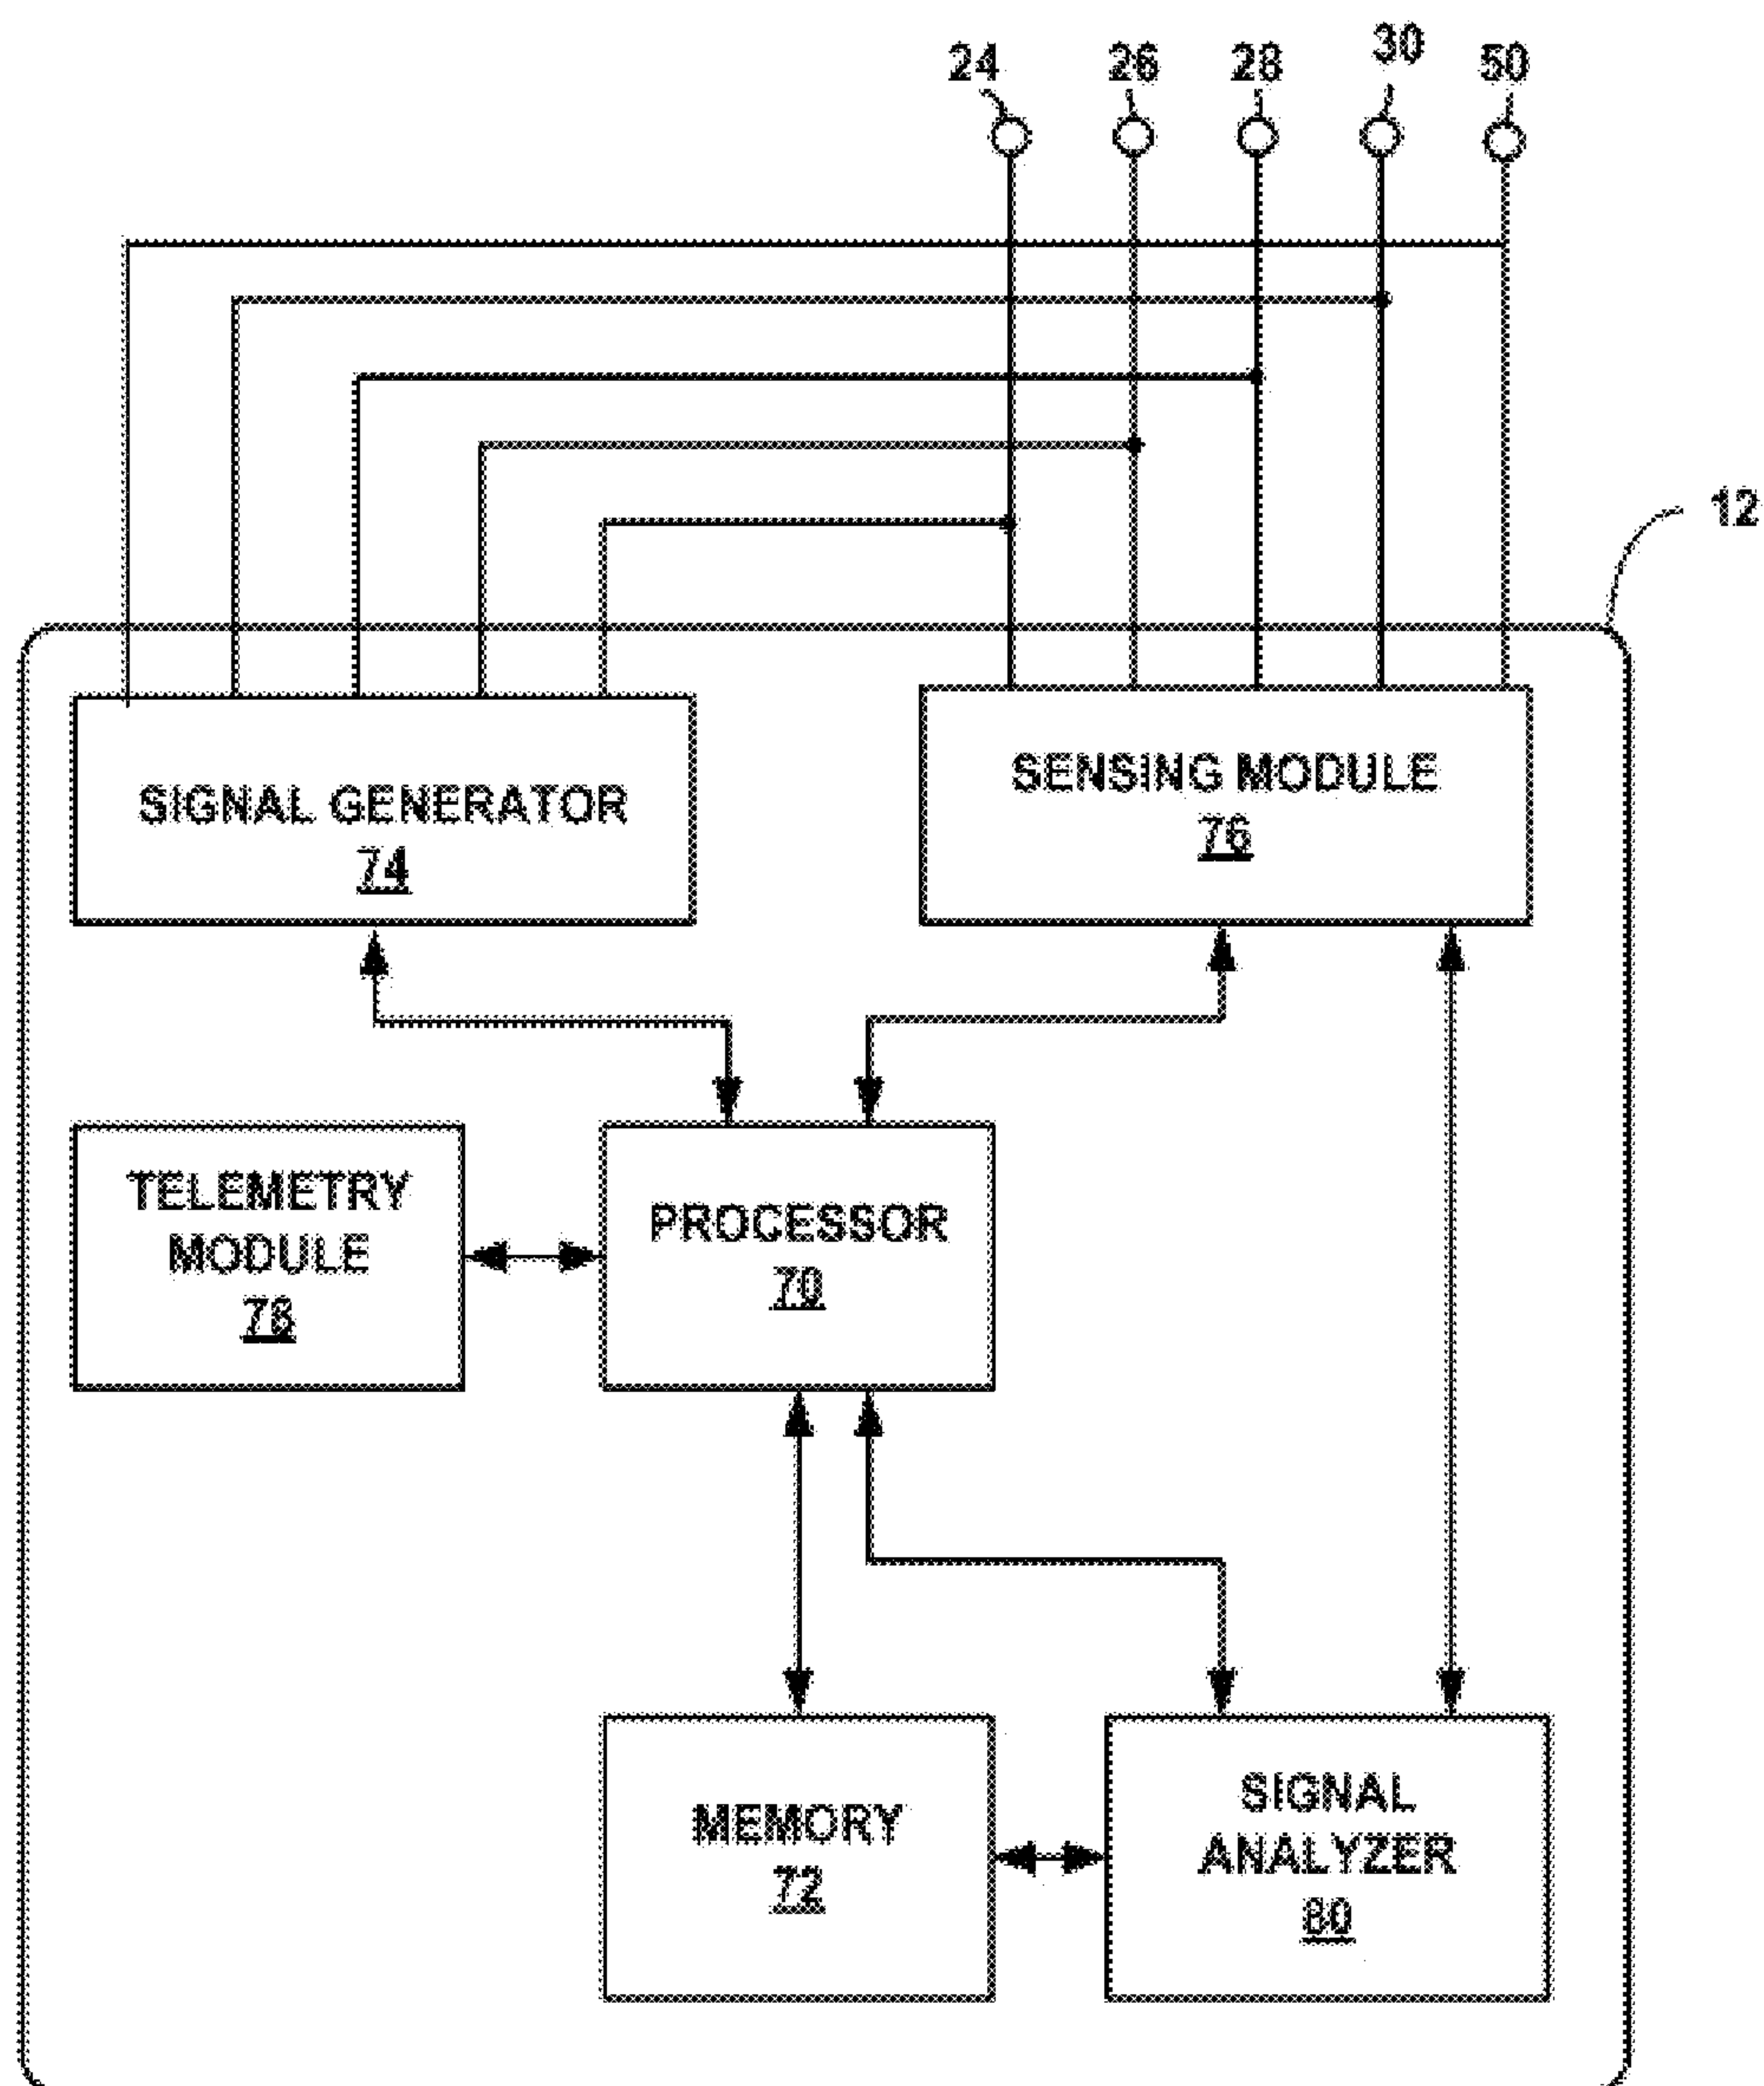 24 26 28 30 50
12
SIGNAL GENERATOR
74
SENSING MODULE
76
TELEMETRY
MODULE
78
PROCESSOR
70
MEMORY
72
SIGNAL
ANALYZER
80